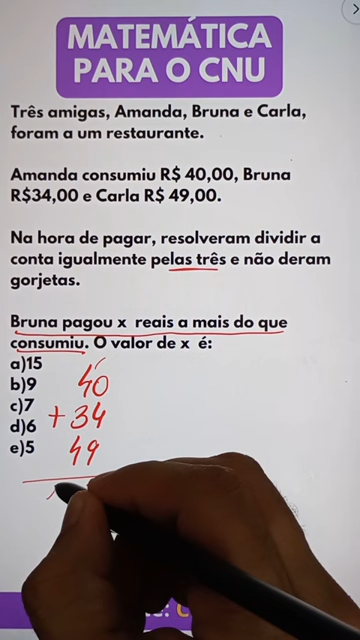 MATEMÁTICA
PARA O CNU
Três amigas, Amanda, Bruna e Carla,
foram a um restaurante.
Amanda consumiu R$ 40,00, Bruna
R$34,00 e Carla R$ 49,00.
Na hora de pagar, resolveram dividir a
conta igualmente pelas três e não deram
gorjetas.
Bruna pagou x reais a mais do que
consumiu. O valor de x é:
a)15
b)9
c)7
d)6
e)5
40
+ 34
49